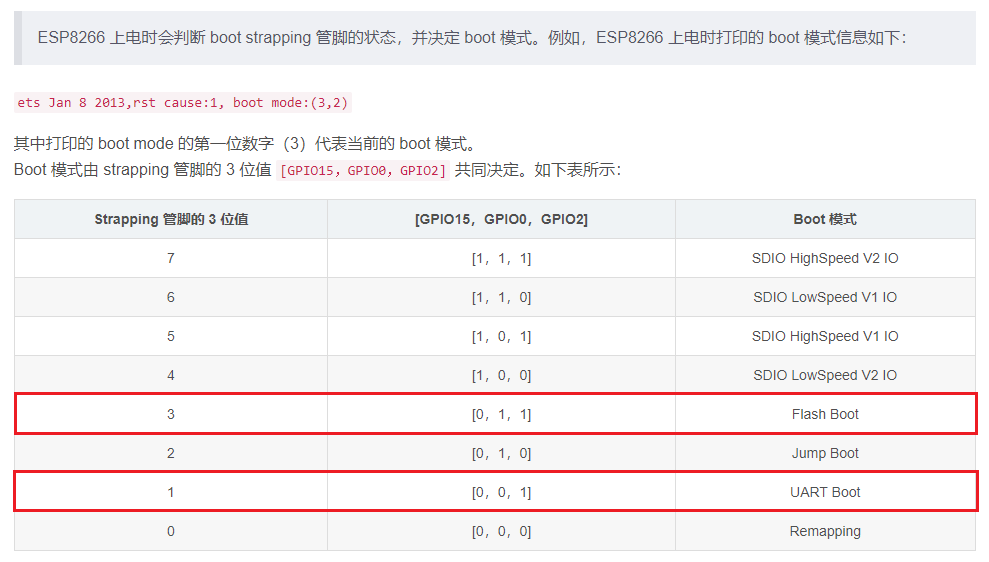 ESP8266 上电时会判断 boot strapping 管脚的状态，并决定 boot 模式。例如，ESP8266 上电时打印的 boot 模式信息如下：
ets Jan 8 2013,rst cause:1, boot mode:(3,2)
其中打印的 boot mode 的第一位数字（3）代表当前的 boot 模式。
Boot 模式由 strapping 管脚的 3 位值 [GPIO15，GPIO0，GPIO2] 共同决定。如下表所示：
Strapping 管脚的 3 位值 [GPIO15，GPIO0，GPIO2] Boot 模式
7 [1，1，1] SDIO HighSpeed V2 IO
6 [1，1，0] SDIO LowSpeed V1 IO
5 [1，0，1] SDIO HighSpeed V1 IO
4 [1，0，0] SDIO LowSpeed V2 IO
3 [0，1，1] Flash Boot
2 [0，1，0] Jump Boot
1 [0，0，1] UART Boot
0 [0，0，0] Remapping